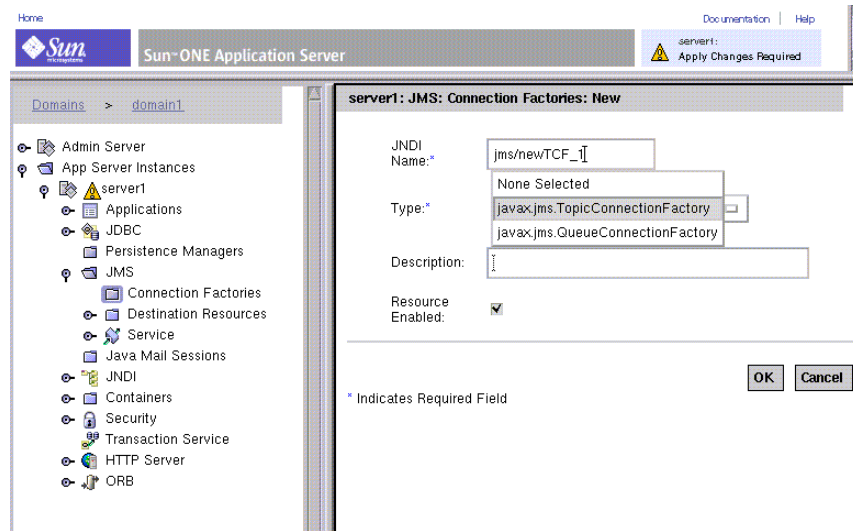 Home
Documentation | Help
Sun
microsystems
Sun ONE Application Server
server1:
Apply Changes Required
Domains > domain1
Admin Server
App Server Instances
server1
Applications
JDBC
Persistence Managers
JMS
Connection Factories
Destination Resources
Service
Java Mail Sessions
JNDI
Containers
Security
Transaction Service
HTTP Server
ORB
server1: JMS: Connection Factories: New
JNDI
Name:*
jms/newTCF_1
None Selected
Type:*
javax.jms.TopicConnectionFactory
javax.jms.QueueConnectionFactory
Description:
Resource
Enabled:
OK
Cancel
* Indicates Required Field